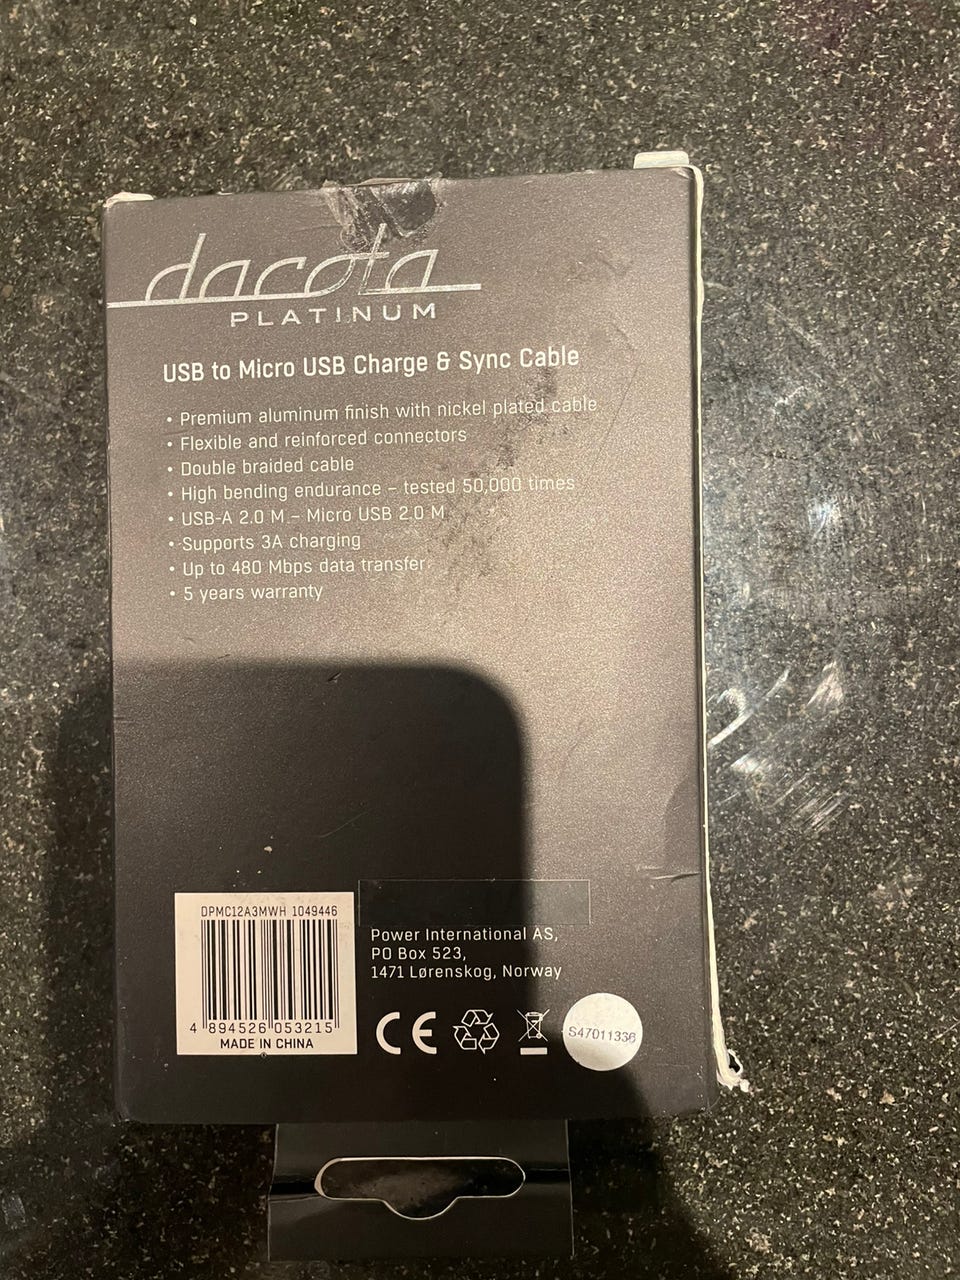 dacota
PLATINUM
USB to Micro USB Charge & Sync Cable
• Premium aluminum finish with nickel plated cable
• Flexible and reinforced connectors
• Double braided cable
• High bending endurance – tested 50,000 times
• USB-A 2.0 M – Micro USB 2.0 M
• Supports 3A charging
• Up to 480 Mbps data transfer
• 5 years warranty
DPMC12A3MWH 1049446
4 894526 053215
MADE IN CHINA
Power International AS,
PO Box 523,
1471 Lørenskog, Norway
CE
S47011336